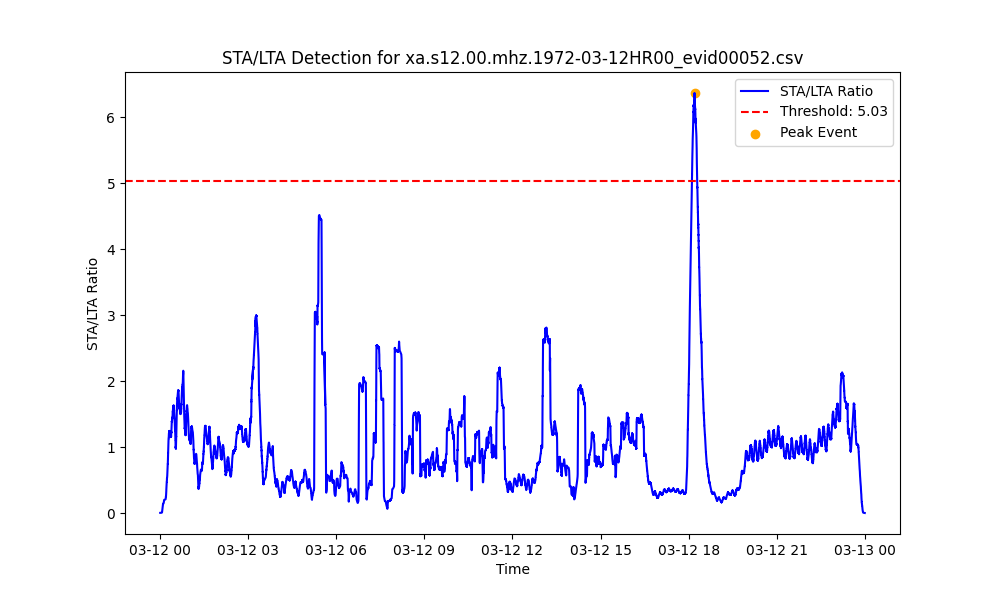 STA/LTA Detection for xa.s12.00.mhz.1972-03-12HR00_evid00052.csv
STA/LTA Ratio
Threshold: 5.03
Peak Event
STA/LTA Ratio
6
5
4
3
2
1
0
03-12 00 03-12 03 03-12 06 03-12 09 03-12 12 03-12 15 03-12 18 03-12 21 03-13 00
Time